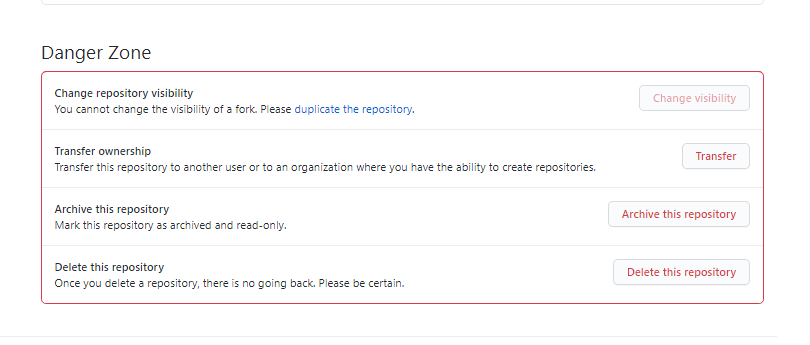 Danger Zone
Change repository visibility
You cannot change the visibility of a fork. Please duplicate the repository.
Change visibility
Transfer ownership
Transfer this repository to another user or to an organization where you have the ability to create repositories.
Transfer
Archive this repository
Mark this repository as archived and read-only.
Archive this repository
Delete this repository
Once you delete a repository, there is no going back. Please be certain.
Delete this repository